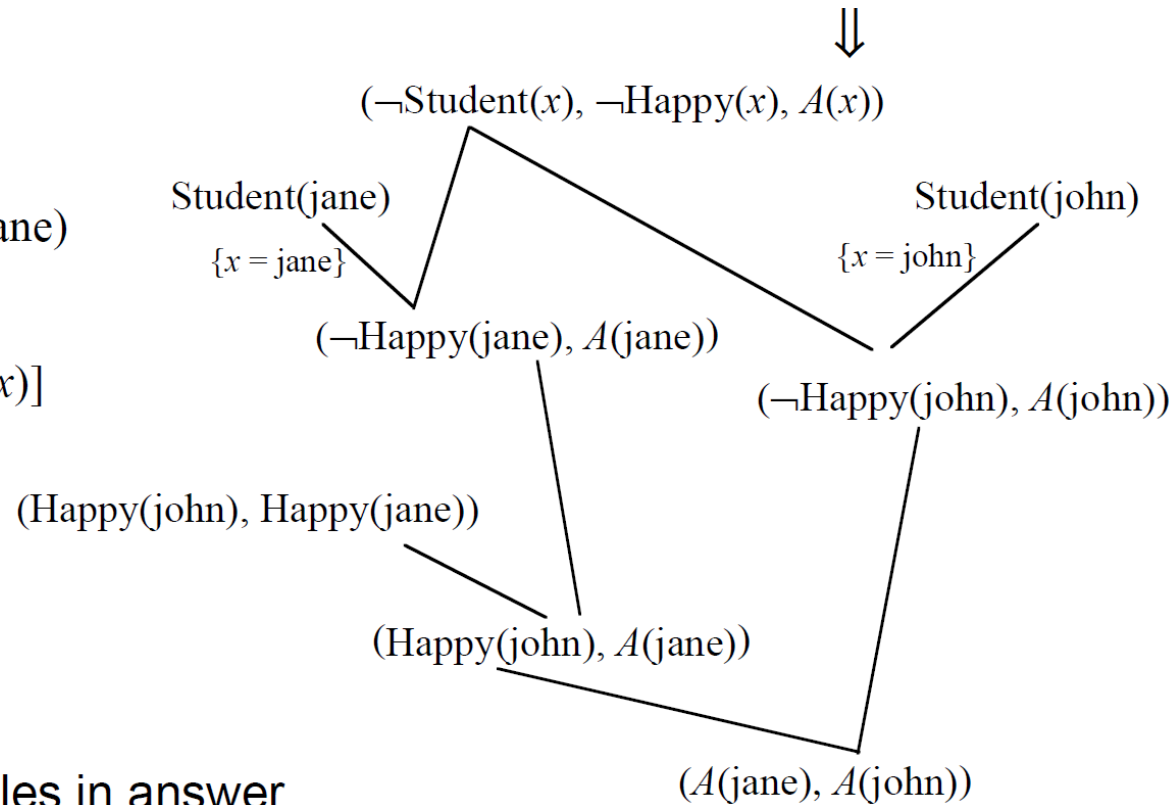 ⇓
(¬Student(x), ¬Happy(x), A(x))
Student(jane)
Student(john)
ane)
{x = jane}
{x = john}
(¬Happy(jane), A(jane))
x)]
(¬Happy(john), A(john))
(Happy(john), Happy(jane))
(Happy(john), A(jane))
(A(jane), A(john))
les in answer